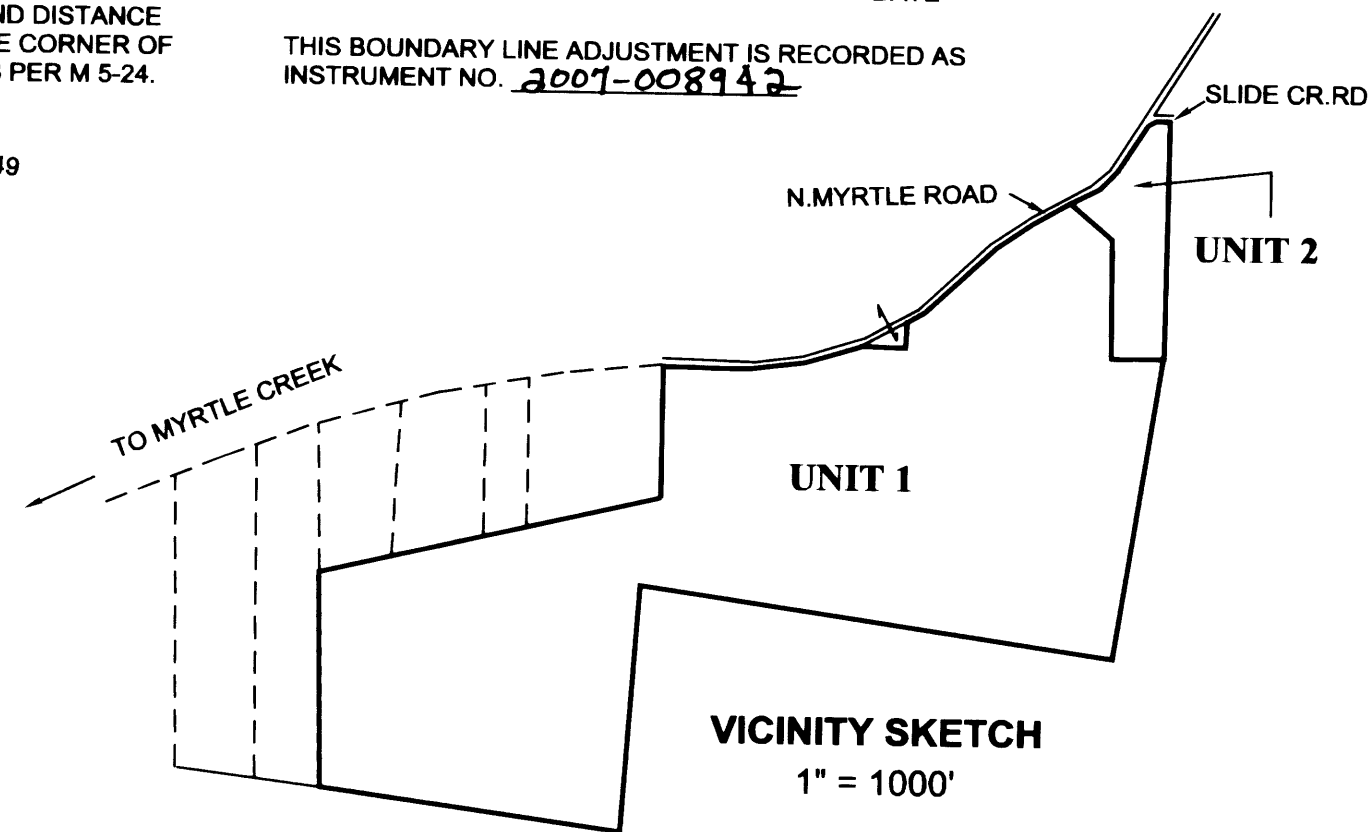 ND DISTANCE
E CORNER OF
PER M 5-24.
THIS BOUNDARY LINE ADJUSTMENT IS RECORDED AS
INSTRUMENT NO. 2007-008942
SLIDE CR.RD
N.MYRTLE ROAD
UNIT 2
TO MYRTLE CREEK
UNIT 1
VICINITY SKETCH
1" = 1000'